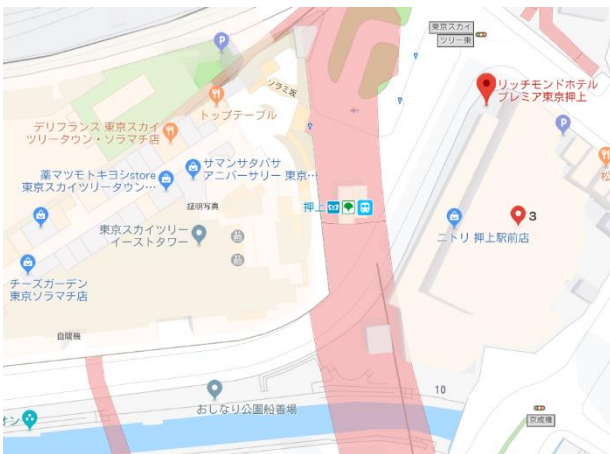 東京スカイ
ツリー東
P
リッチモンドホテル
プレミア東京押上
ソラミ坂
トップテーブル
デリフランス 東京スカイ
ツリータウン・ソラマチ店
P
松
サマンサタバサ
アニバーサリー 東京…
薬マツモトキヨシstore
東京スカイツリータウン…
証明写真
押上
3
ニトリ 押上駅前店
東京スカイツリー
イーストタワー
チーズガーデン
東京ソラマチ店
自販機
10
おしなり公園船着場
オン
京成橋